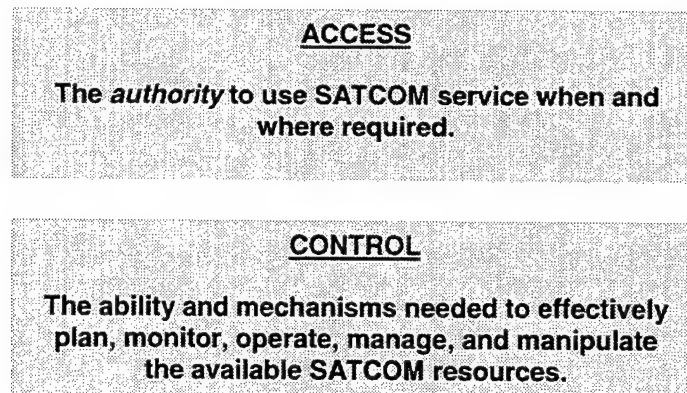 ACCESS
The authority to use SATCOM service when and
where required.
CONTROL
The ability and mechanisms needed to effectively
plan, monitor, operate, manage, and manipulate
the available SATCOM resources.